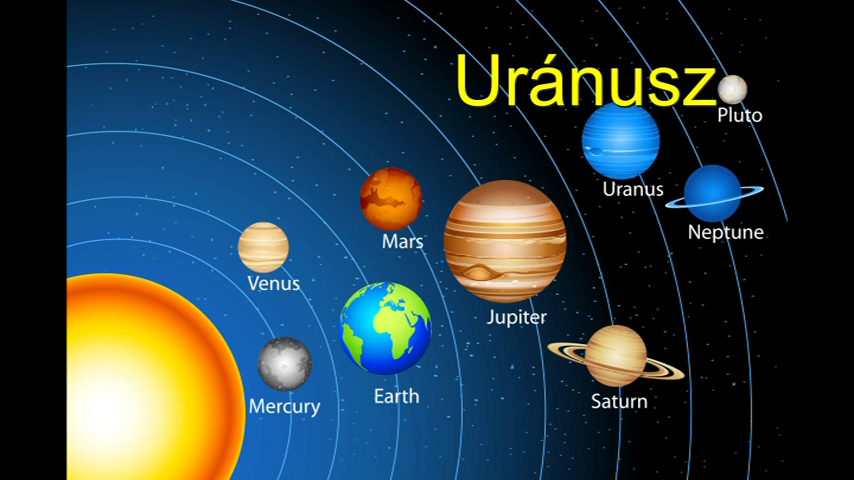 Uránusz
Pluto
Uranus
Neptune
Mars
Venus
Jupiter
Earth
Saturn
Mercury